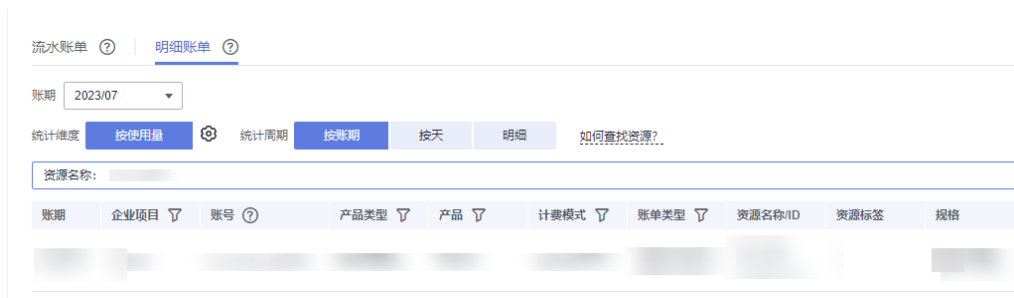 流水账单 ? 明细账单 ?
账期 2023/07
统计维度 按使用量 统计周期 按账期 按天 明细 如何查找资源?
资源名称:
账期 企业项目 账号 ? 产品类型 产品 计费模式 账单类型 资源名称/ID 资源标签 规格